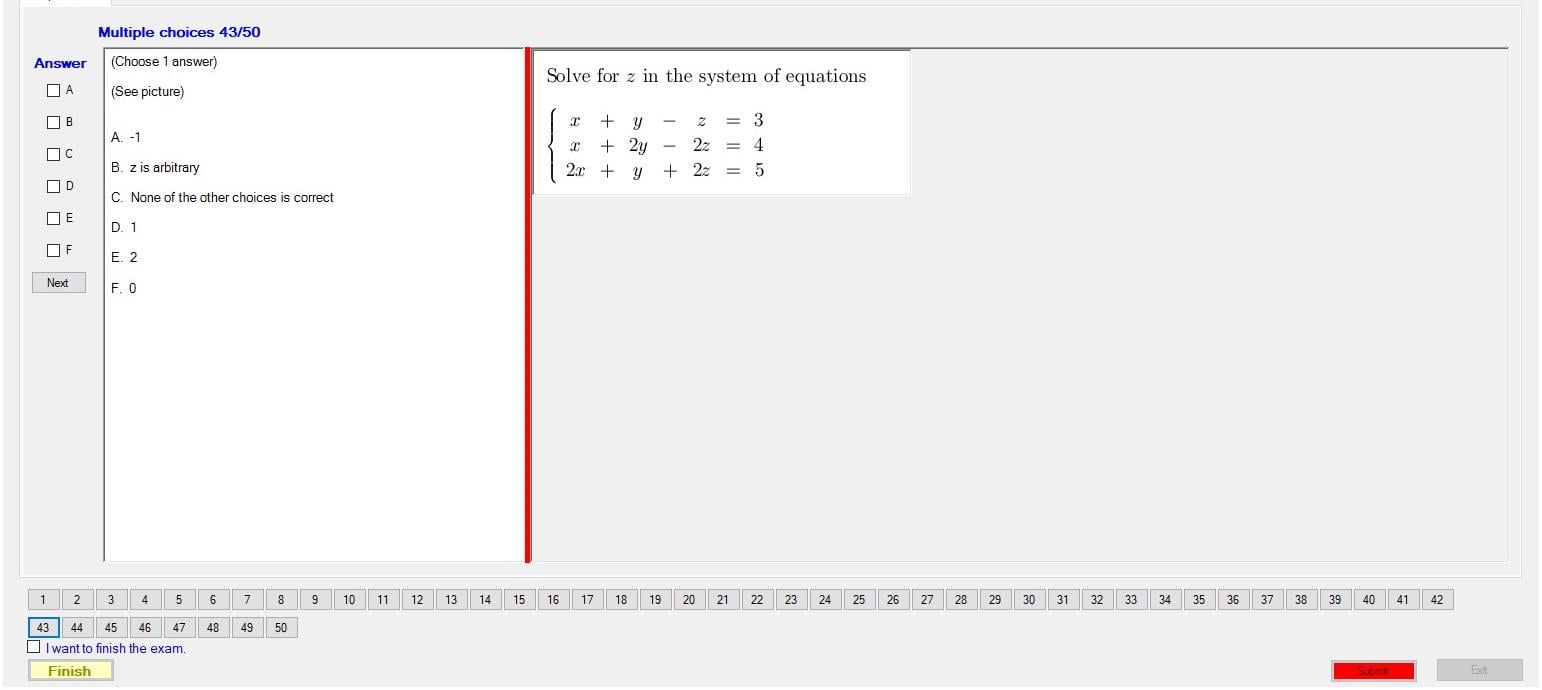 Multiple choices 43/50
Answer
A
B
C
D
E
F
Next
(Choose 1 answer)
(See picture)
A. -1
B. z is arbitrary
C. None of the other choices is correct
D. 1
E. 2
F. 0
Solve for z in the system of equations
x + y − z = 3
x + 2y − 2z = 4
2x + y + 2z = 5
1 2 3 4 5 6 7 8 9 10 11 12 13 14 15 16 17 18 19 20 21 22 23 24 25 26 27 28 29 30 31 32 33 34 35 36 37 38 39 40 41 42
43 44 45 46 47 48 49 50
I want to finish the exam.
Finish
Submit
Exit